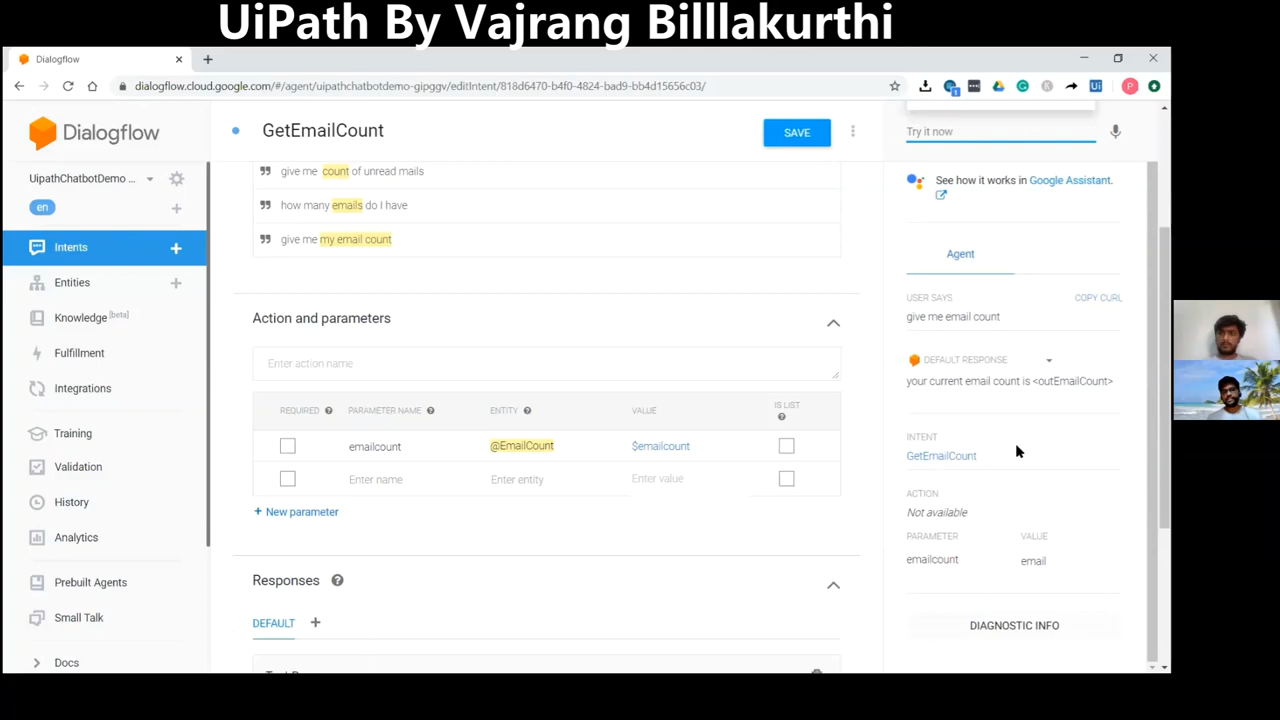 UiPath By Vajrang Billlakurthi
Dialogflow
dialogflow.cloud.google.com/#/agent/uipathchatbotdemo-gipggv/editIntent/818d6470-b4f0-4824-bad9-bb4d15656c03/
Dialogflow
UipathChatbotDemo ...
en
Intents
Entities
Knowledge [beta]
Fulfillment
Integrations
Training
Validation
History
Analytics
Prebuilt Agents
Small Talk
Docs
GetEmailCount
SAVE
give me count of unread mails
how many emails do I have
give me my email count
Action and parameters
Enter action name
REQUIRED PARAMETER NAME ENTITY VALUE IS LIST
emailcount @EmailCount $emailcount
Enter name Enter entity Enter value
+ New parameter
Responses
DEFAULT +
Try it now
See how it works in Google Assistant.
Agent
USER SAYS COPY CURL
give me email count
DEFAULT RESPONSE
your current email count is <outEmailCount>
INTENT
GetEmailCount
ACTION
Not available
PARAMETER VALUE
emailcount email
DIAGNOSTIC INFO